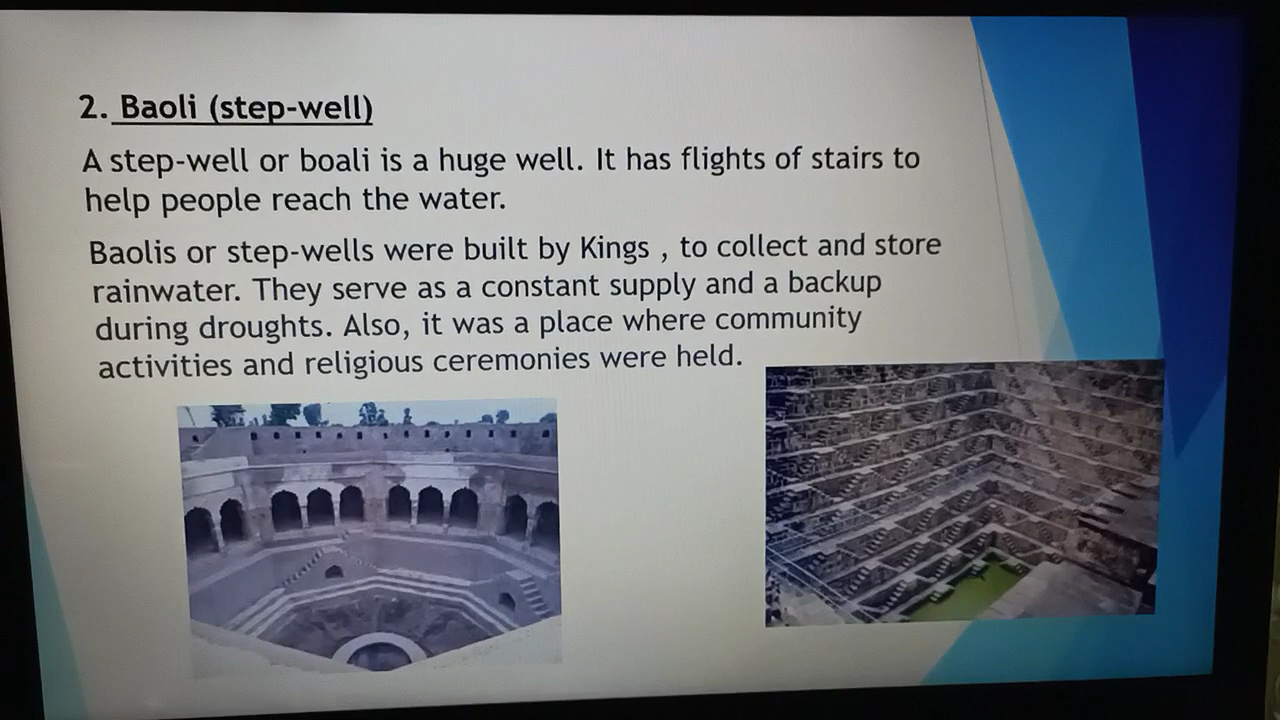 2. Baoli (step-well)
A step-well or boali is a huge well. It has flights of stairs to
help people reach the water.
Baolis or step-wells were built by Kings , to collect and store
rainwater. They serve as a constant supply and a backup
during droughts. Also, it was a place where community
activities and religious ceremonies were held.